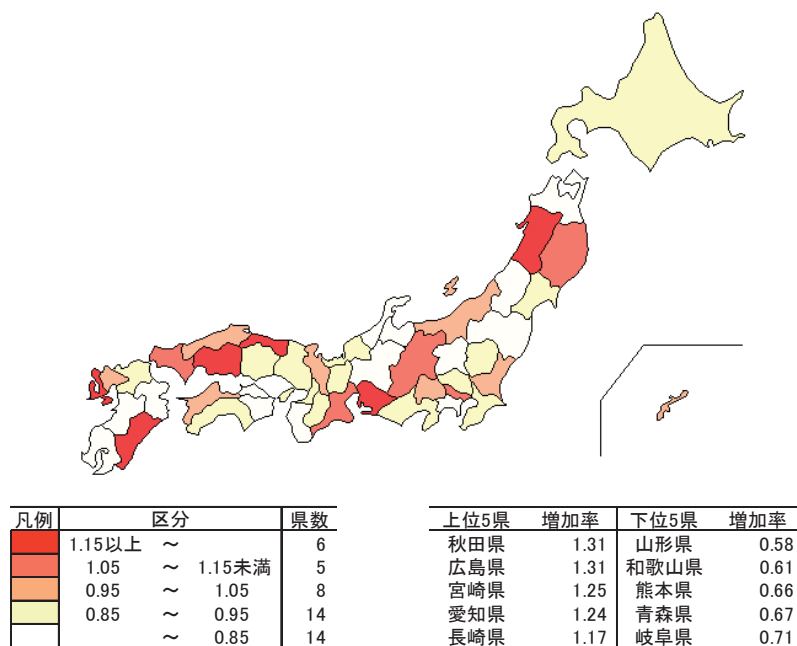 凡例 区分 県数
1.15以上 ～ 6
1.05 ～ 1.15未満 5
0.95 ～ 1.05 8
0.85 ～ 0.95 14
～ 0.85 14
上位5県 増加率 下位5県 増加率
秋田県 1.31 山形県 0.58
広島県 1.31 和歌山県 0.61
宮崎県 1.25 熊本県 0.66
愛知県 1.24 青森県 0.67
長崎県 1.17 岐阜県 0.71